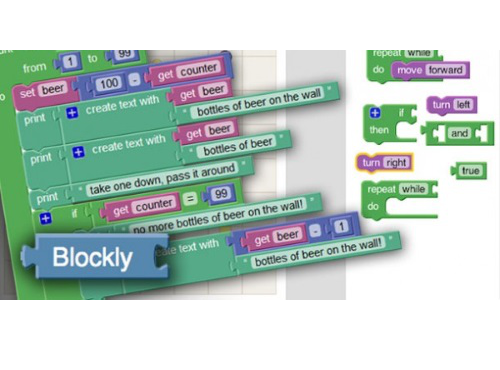 from 1 to 99
set beer 100 - get counter
print create text with get beer
" bottles of beer on the wall "
print create text with get beer
" bottles of beer "
print " take one down, pass it around "
if get counter = 99
no more bottles of beer on the wall! "
text with get beer - 1
" bottles of beer on the wall! "
Blockly
repeat while
do move forward
if turn left
then and
turn right true
repeat while
do